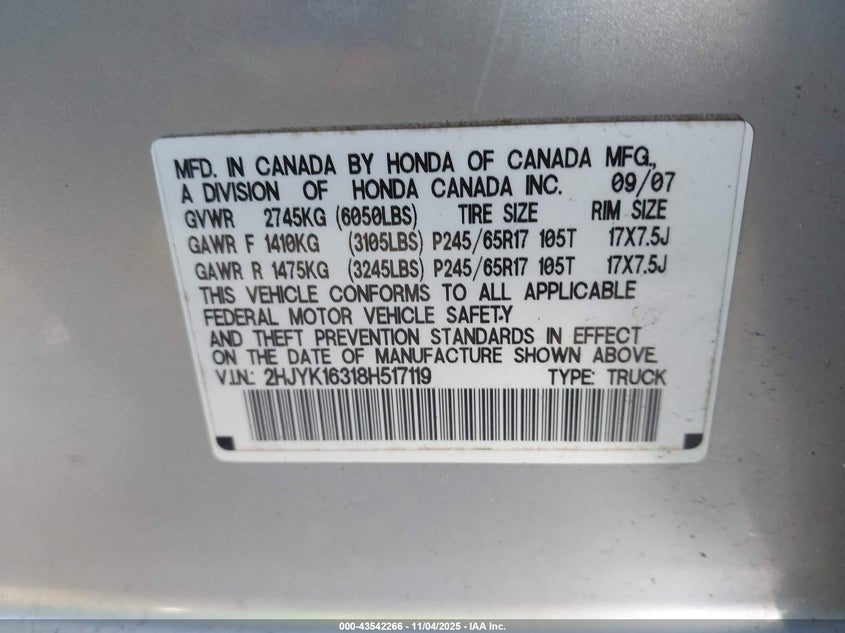 MFD. IN CANADA BY HONDA OF CANADA MFG.,
A DIVISION OF HONDA CANADA INC. 09/07
GVWR 2745KG (6050LBS) TIRE SIZE RIM SIZE
GAWR F 1410KG (3105LBS) P245/65R17 105T 17X7.5J
GAWR R 1475KG (3245LBS) P245/65R17 105T 17X7.5J
THIS VEHICLE CONFORMS TO ALL APPLICABLE
FEDERAL MOTOR VEHICLE SAFETY
AND THEFT PREVENTION STANDARDS IN EFFECT
ON THE DATE OF MANUFACTURE SHOWN ABOVE.
V.I.N.: 2HJYK16318H517119 TYPE: TRUCK
000-43542266 - 11/04/2025 - IAA Inc.